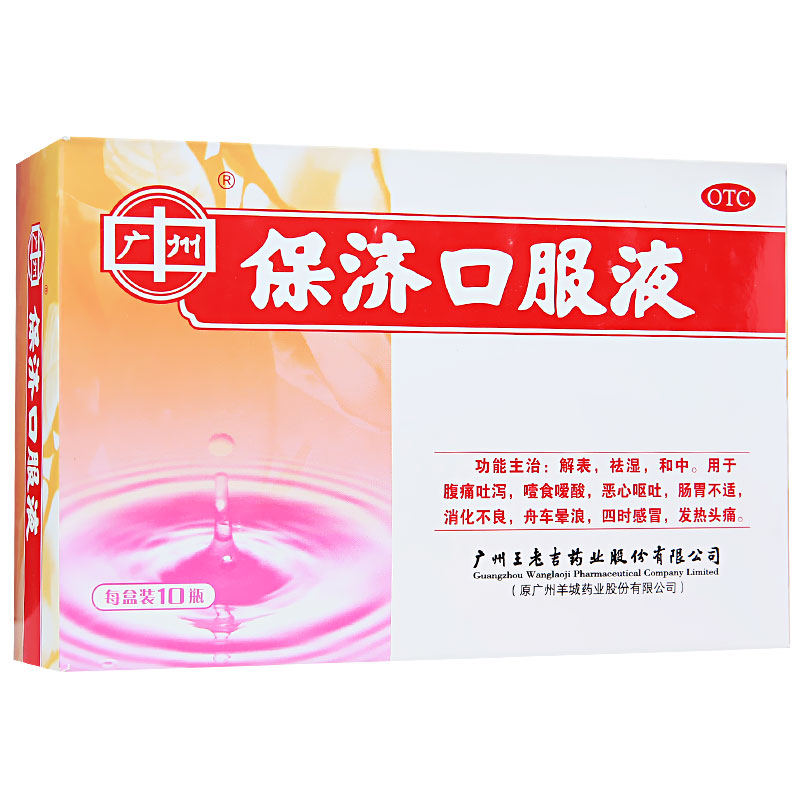 广中州
®
OTC
保济口服液
功能主治：解表，祛湿，和中。用于
腹痛吐泻，噎食嗳酸，恶心呕吐，肠胃不适，
消化不良，舟车晕浪，四时感冒，发热头痛。
广州王老吉药业股份有限公司
Guangzhou Wanglaoji Pharmaceutical Company Limited
（原广州羊城药业股份有限公司）
每盒装10瓶
®
保济口服液